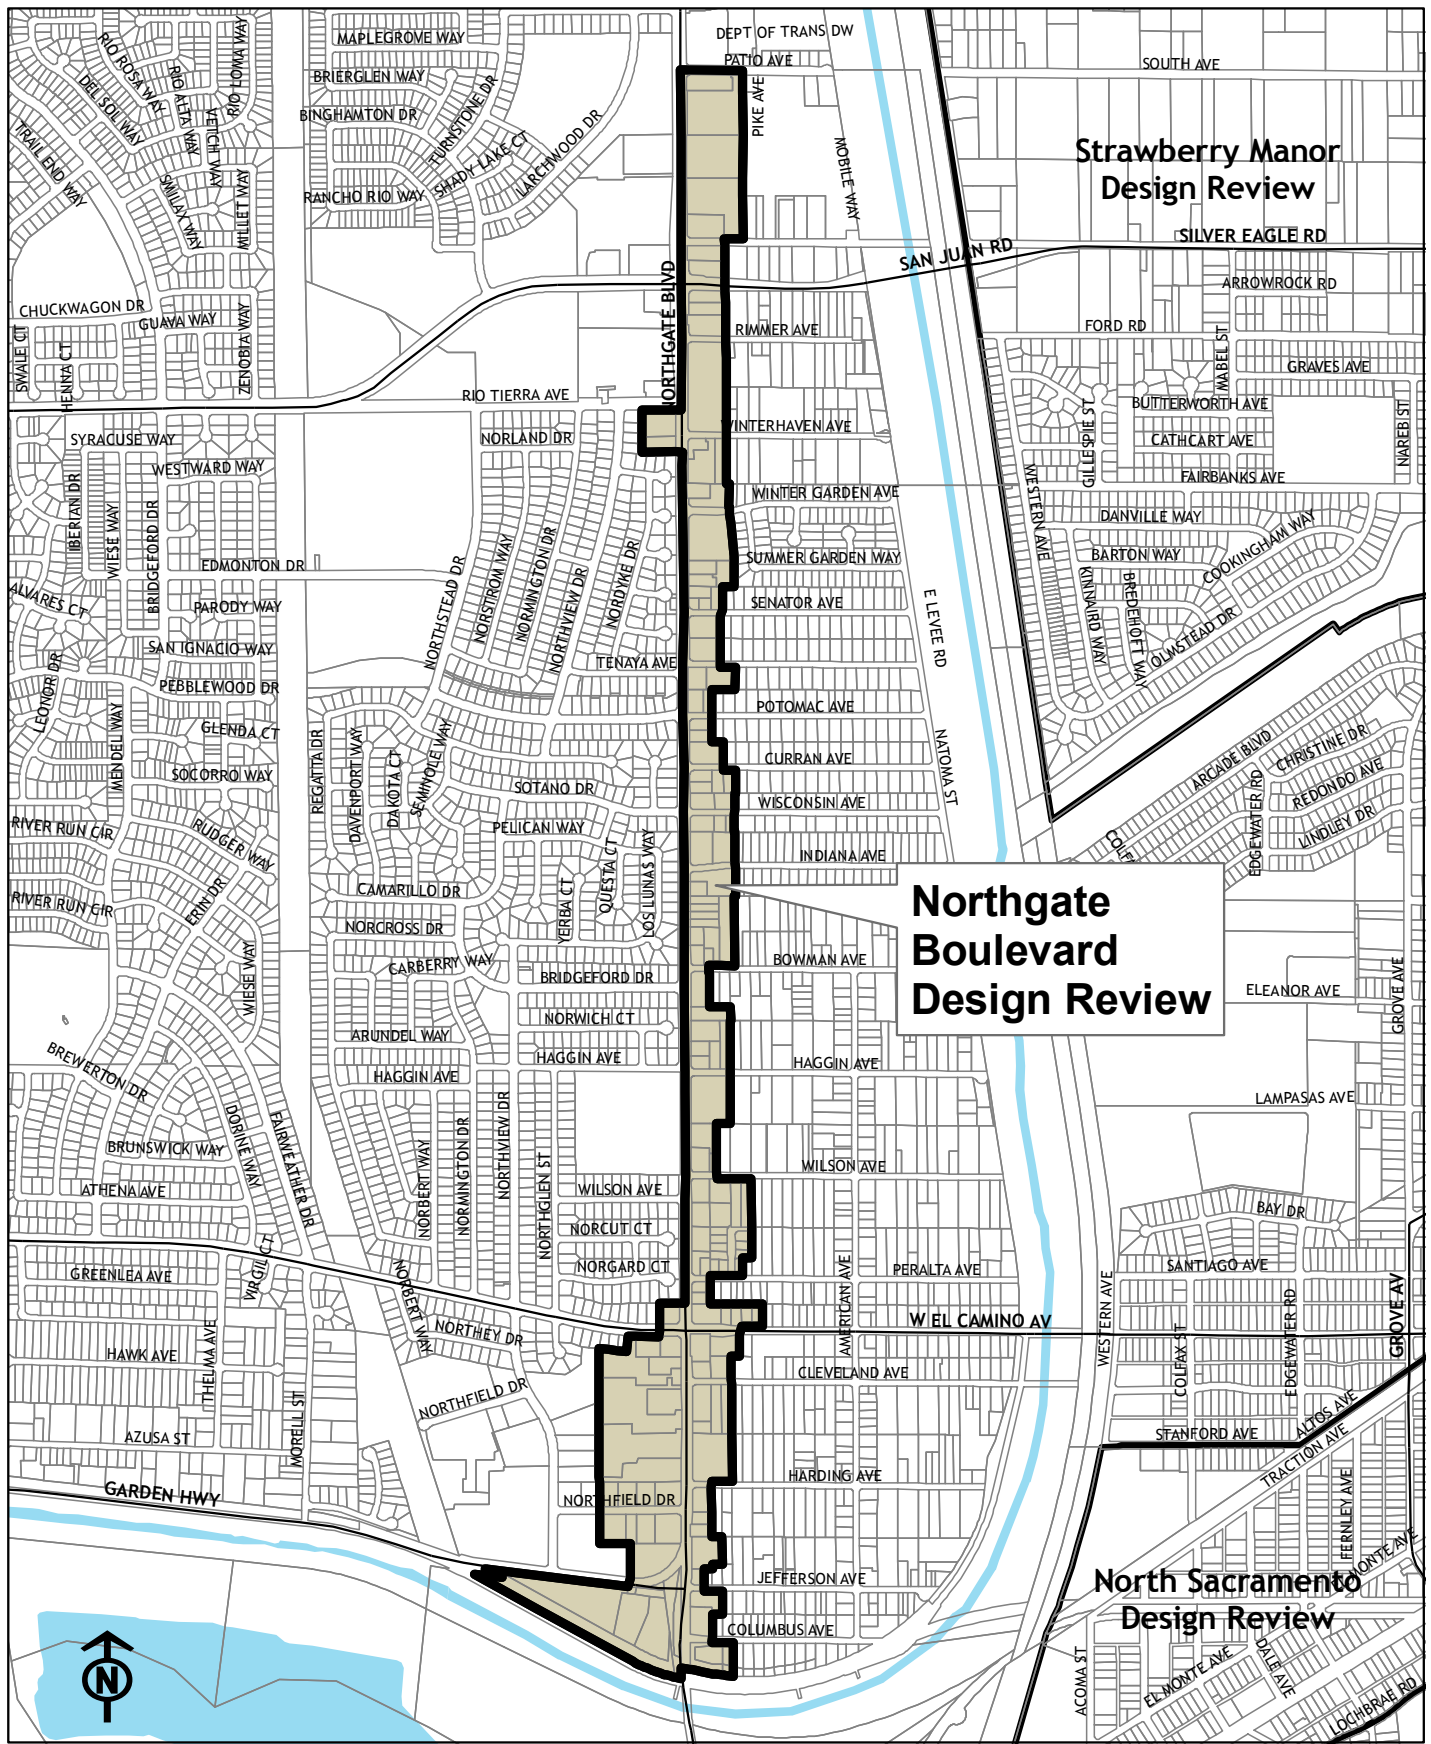 DEPT OF TRANS DW
PATIO AVE
SOUTH AVE
MAPLEGROVE WAY
BRIERGLEN WAY
BINGHAMTON DR
RANCHO RIO WAY
TURNSTONE DR
SHADY LAKE CT
LARCHWOOD DR
RIO ROSA WAY
DEL SOL WAY
RIO ALTA WAY
VETCH WAY
RIO LOMA WAY
TRAIL END WAY
SMILAX WAY
MILLET WAY
PIKE AVE
MOBILE WAY
Strawberry Manor
Design Review
SILVER EAGLE RD
SAN JUAN RD
ARROWROCK RD
NORTHGATE BLVD
CHUCKWAGON DR
GUAVA WAY
ZENOBIA WAY
SWALE CT
HENNA CT
RIMMER AVE
FORD RD
MABEL ST
GRAVES AVE
RIO TIERRA AVE
BUTTERWORTH AVE
GILLESPIE ST
NAREB ST
SYRACUSE WAY
NORLAND DR
WINTERHAVEN AVE
CATHCART AVE
WESTWARD WAY
FAIRBANKS AVE
IBERIAN DR
WIESE WAY
BRIDGEFORD DR
WINTER GARDEN AVE
WESTERN AVE
DANVILLE WAY
COOKINGHAM WAY
EDMONTON DR
SUMMER GARDEN WAY
BARTON WAY
ALVARES CT
PARODY WAY
NORTHSTEAD DR
NORSTROM WAY
NORMINGTON DR
NORTHVIEW DR
NORDYKE DR
SENATOR AVE
E LEVEE RD
KINNAIRD WAY
BREDEHOFT WAY
OLMSTEAD DR
SAN IGNACIO WAY
TENAYA AVE
LEONOR DR
PEBBLEWOOD DR
POTOMAC AVE
GLENDA CT
MENDEL WAY
REGATTA DR
DAVENPORT WAY
DAKOTA CT
SEMINOLE WAY
CURRAN AVE
NATOMA ST
ARCADE BLVD
CHRISTINE DR
SOCORRO WAY
SOTANO DR
WISCONSIN AVE
EDGEWATER RD
REDONDO AVE
LINDLEY DR
RIVER RUN CIR
RUDGER WAY
PELICAN WAY
INDIANA AVE
RIVER RUN CIR
ERIN DR
CAMARILLO DR
YERBA CT
QUESTA CT
LOS LUNAS WAY
Northgate
Boulevard
Design Review
NORCROSS DR
CARBERRY WAY
BRIDGEFORD DR
BOWMAN AVE
WIESE WAY
ELEANOR AVE
GROVE AVE
NORWICH CT
ARUNDEL WAY
HAGGIN AVE
HAGGIN AVE
BREWERTON DR
HAGGIN AVE
LAMPASAS AVE
DORINE WAY
FAIRWEATHER DR
BRUNSWICK WAY
NORBERT WAY
NORMINGTON DR
NORTHVIEW DR
NORTHGLEN ST
WILSON AVE
ATHENA AVE
WILSON AVE
BAY DR
NORCUT CT
VIRGIL CT
GREENLEA AVE
NORGARD CT
PERALTA AVE
SANTIAGO AVE
NORBERT WAY
NORTHEY DR
AMERICAN AVE
W EL CAMINO AV
WESTERN AVE
COLFAX ST
EDGEWATER RD
GROVE AV
HAWK AVE
THELMA AVE
CLEVELAND AVE
NORTHFIELD DR
MORELL ST
AZUSA ST
STANFORD AVE
ALTOS AVE
TRACTION AVE
HARDING AVE
GARDEN HWY
NORTHFIELD DR
FERNLEY AVE
JEFFERSON AVE
North Sacramento
Design Review
COLUMBUS AVE
ACOMA ST
EL MONTE AVE
DALE AVE
LOCHBRAE RD
N